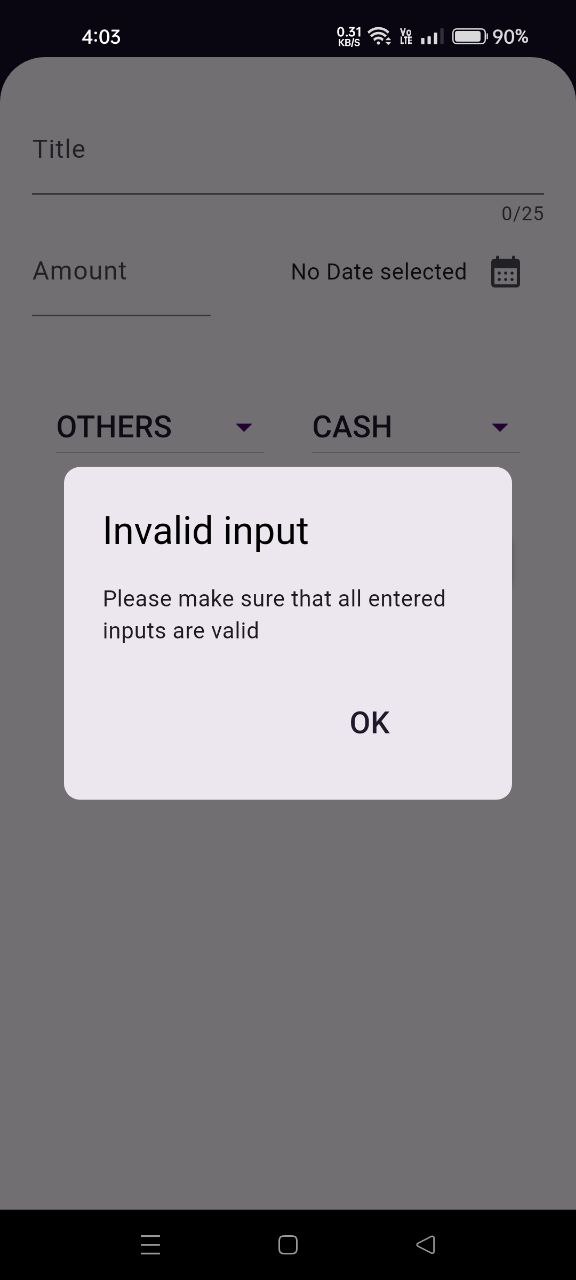 4:03
0.31
KB/S
Vo
LTE
90%
Title
0/25
Amount
No Date selected
OTHERS
CASH
Invalid input
Please make sure that all entered
inputs are valid
OK